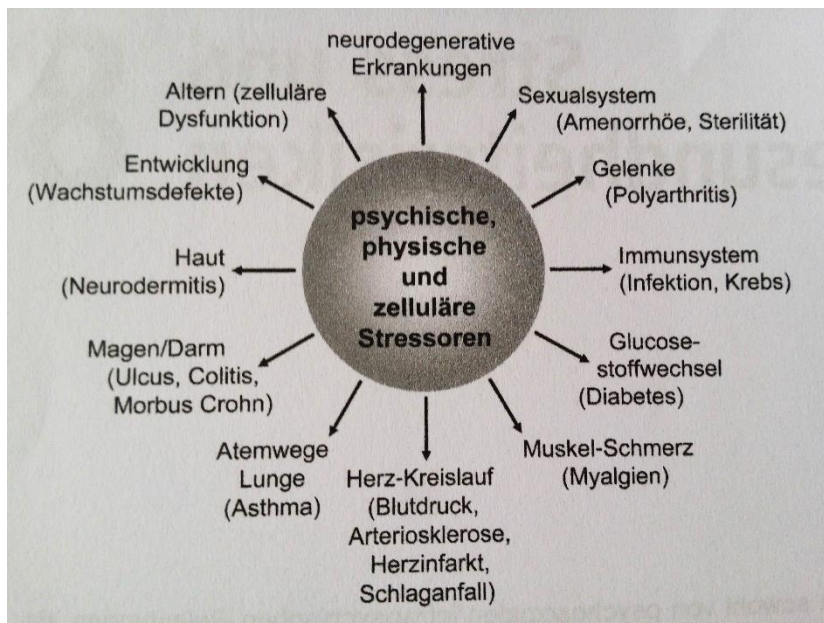 neurodegenerative
Erkrankungen
Sexualsystem
(Amenorrhöe, Sterilität)
Gelenke
(Polyarthritis)
Immunsystem
(Infektion, Krebs)
Glucose-
stoffwechsel
(Diabetes)
Muskel-Schmerz
(Myalgien)
Herz-Kreislauf
(Blutdruck,
Arteriosklerose,
Herzinfarkt,
Schlaganfall)
Atemwege
Lunge
(Asthma)
Magen/Darm
(Ulcus, Colitis,
Morbus Crohn)
Haut
(Neurodermitis)
Entwicklung
(Wachstumsdefekte)
Altern (zelluläre
Dysfunktion)
psychische,
physische
und
zelluläre
Stressoren